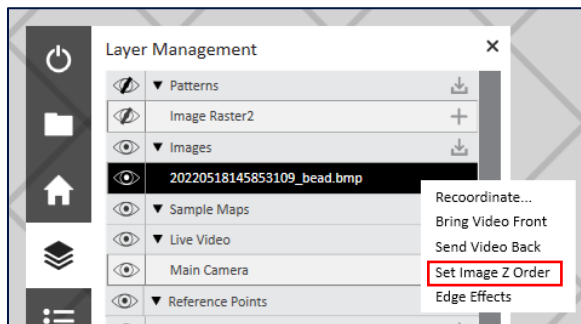 Layer Management
▼ Patterns
Image Raster2
▼ Images
20220518145853109_bead.bmp
▼ Sample Maps
▼ Live Video
Main Camera
▼ Reference Points
Recoordinate...
Bring Video Front
Send Video Back
Set Image Z Order
Edge Effects